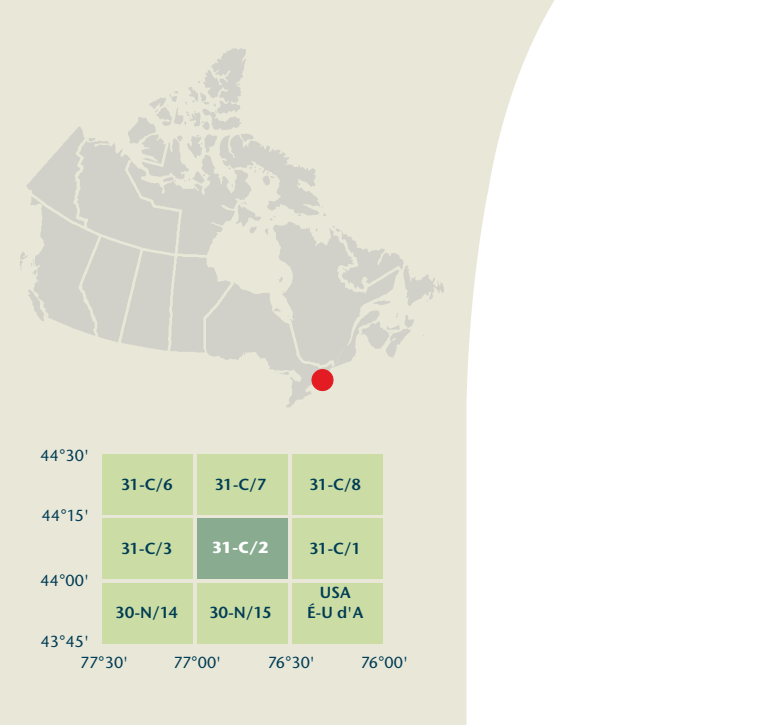 44°30'
31-C/6 31-C/7 31-C/8
44°15'
31-C/3 31-C/2 31-C/1
44°00'
USA
30-N/14 30-N/15 É-U d'A
43°45'
77°30' 77°00' 76°30' 76°00'